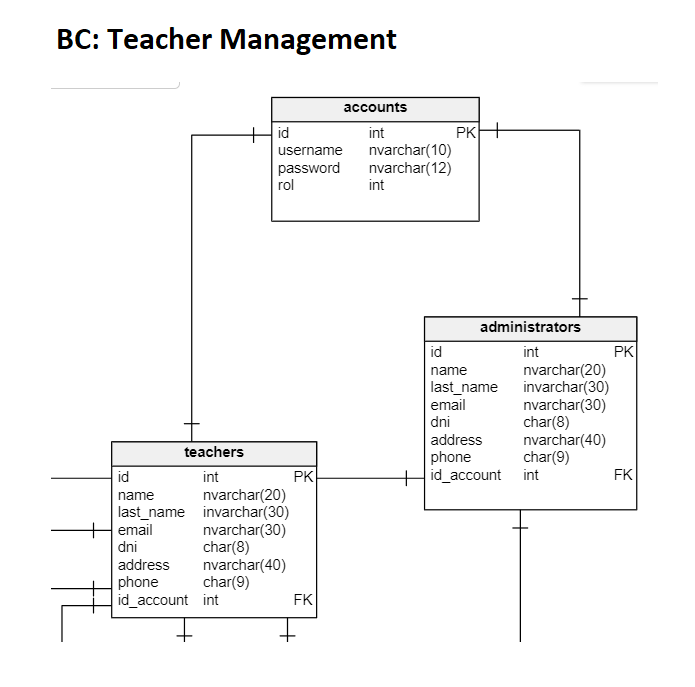 BC: Teacher Management
accounts
id int PK
username nvarchar(10)
password nvarchar(12)
rol int
administrators
id int PK
name nvarchar(20)
last_name invarchar(30)
email nvarchar(30)
dni char(8)
address nvarchar(40)
phone char(9)
id_account int FK
teachers
id int PK
name nvarchar(20)
last_name invarchar(30)
email nvarchar(30)
dni char(8)
address nvarchar(40)
phone char(9)
id_account int FK